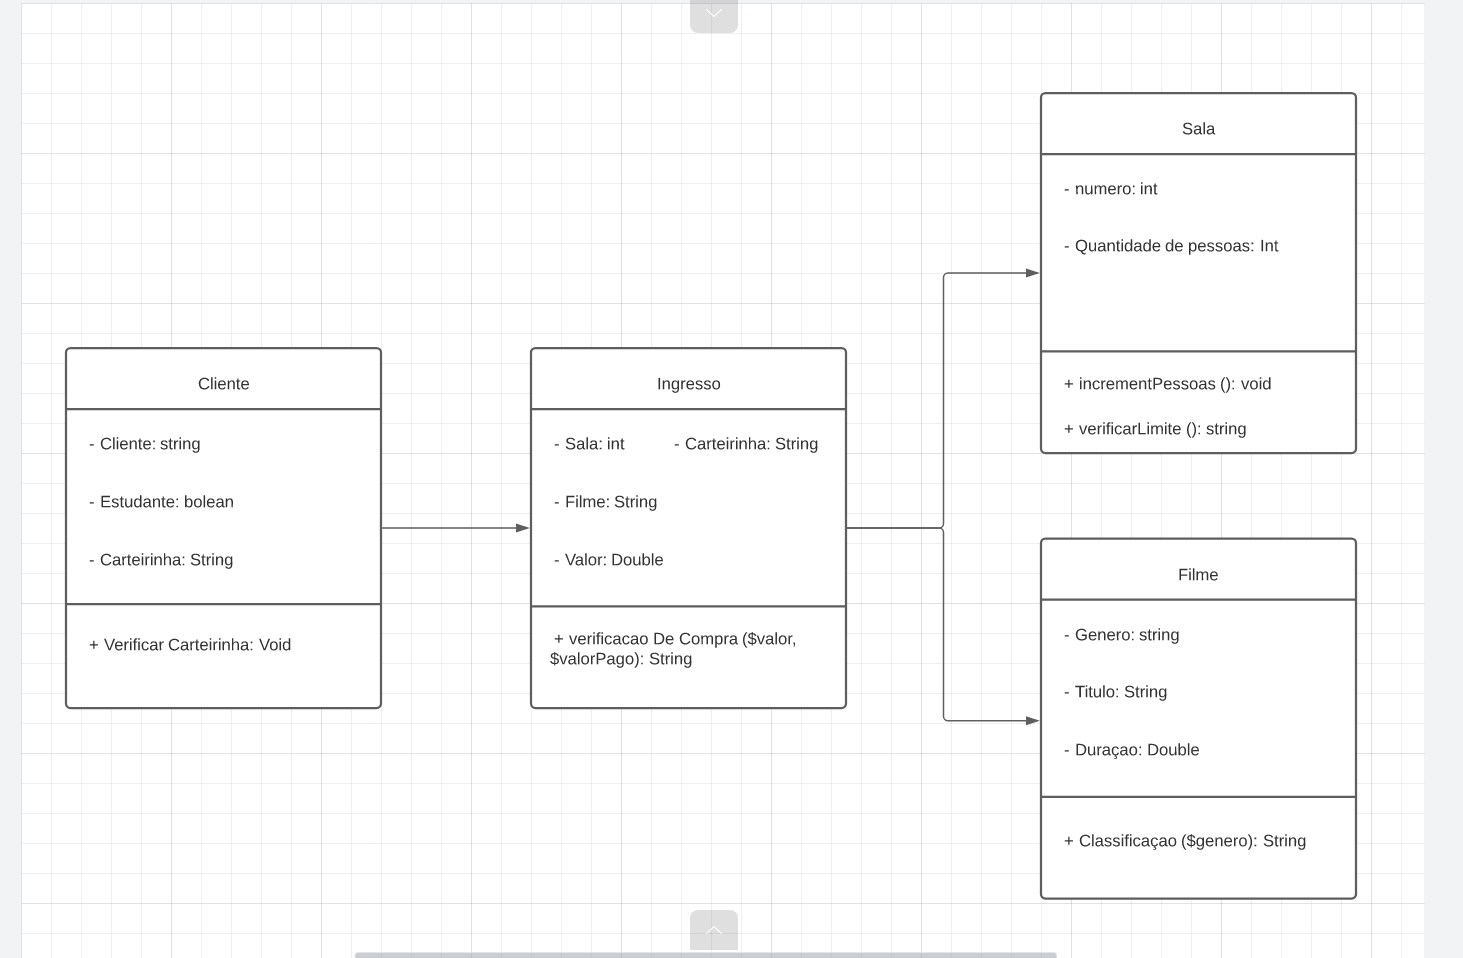 Cliente
- Cliente: string
- Estudante: bolean
- Carteirinha: String
+ Verificar Carteirinha: Void
Ingresso
- Sala: int - Carteirinha: String
- Filme: String
- Valor: Double
+ verificacao De Compra ($valor,
$valorPago): String
Sala
- numero: int
- Quantidade de pessoas: Int
+ incrementPessoas (): void
+ verificarLimite (): string
Filme
- Genero: string
- Titulo: String
- Duraçao: Double
+ Classificaçao ($genero): String